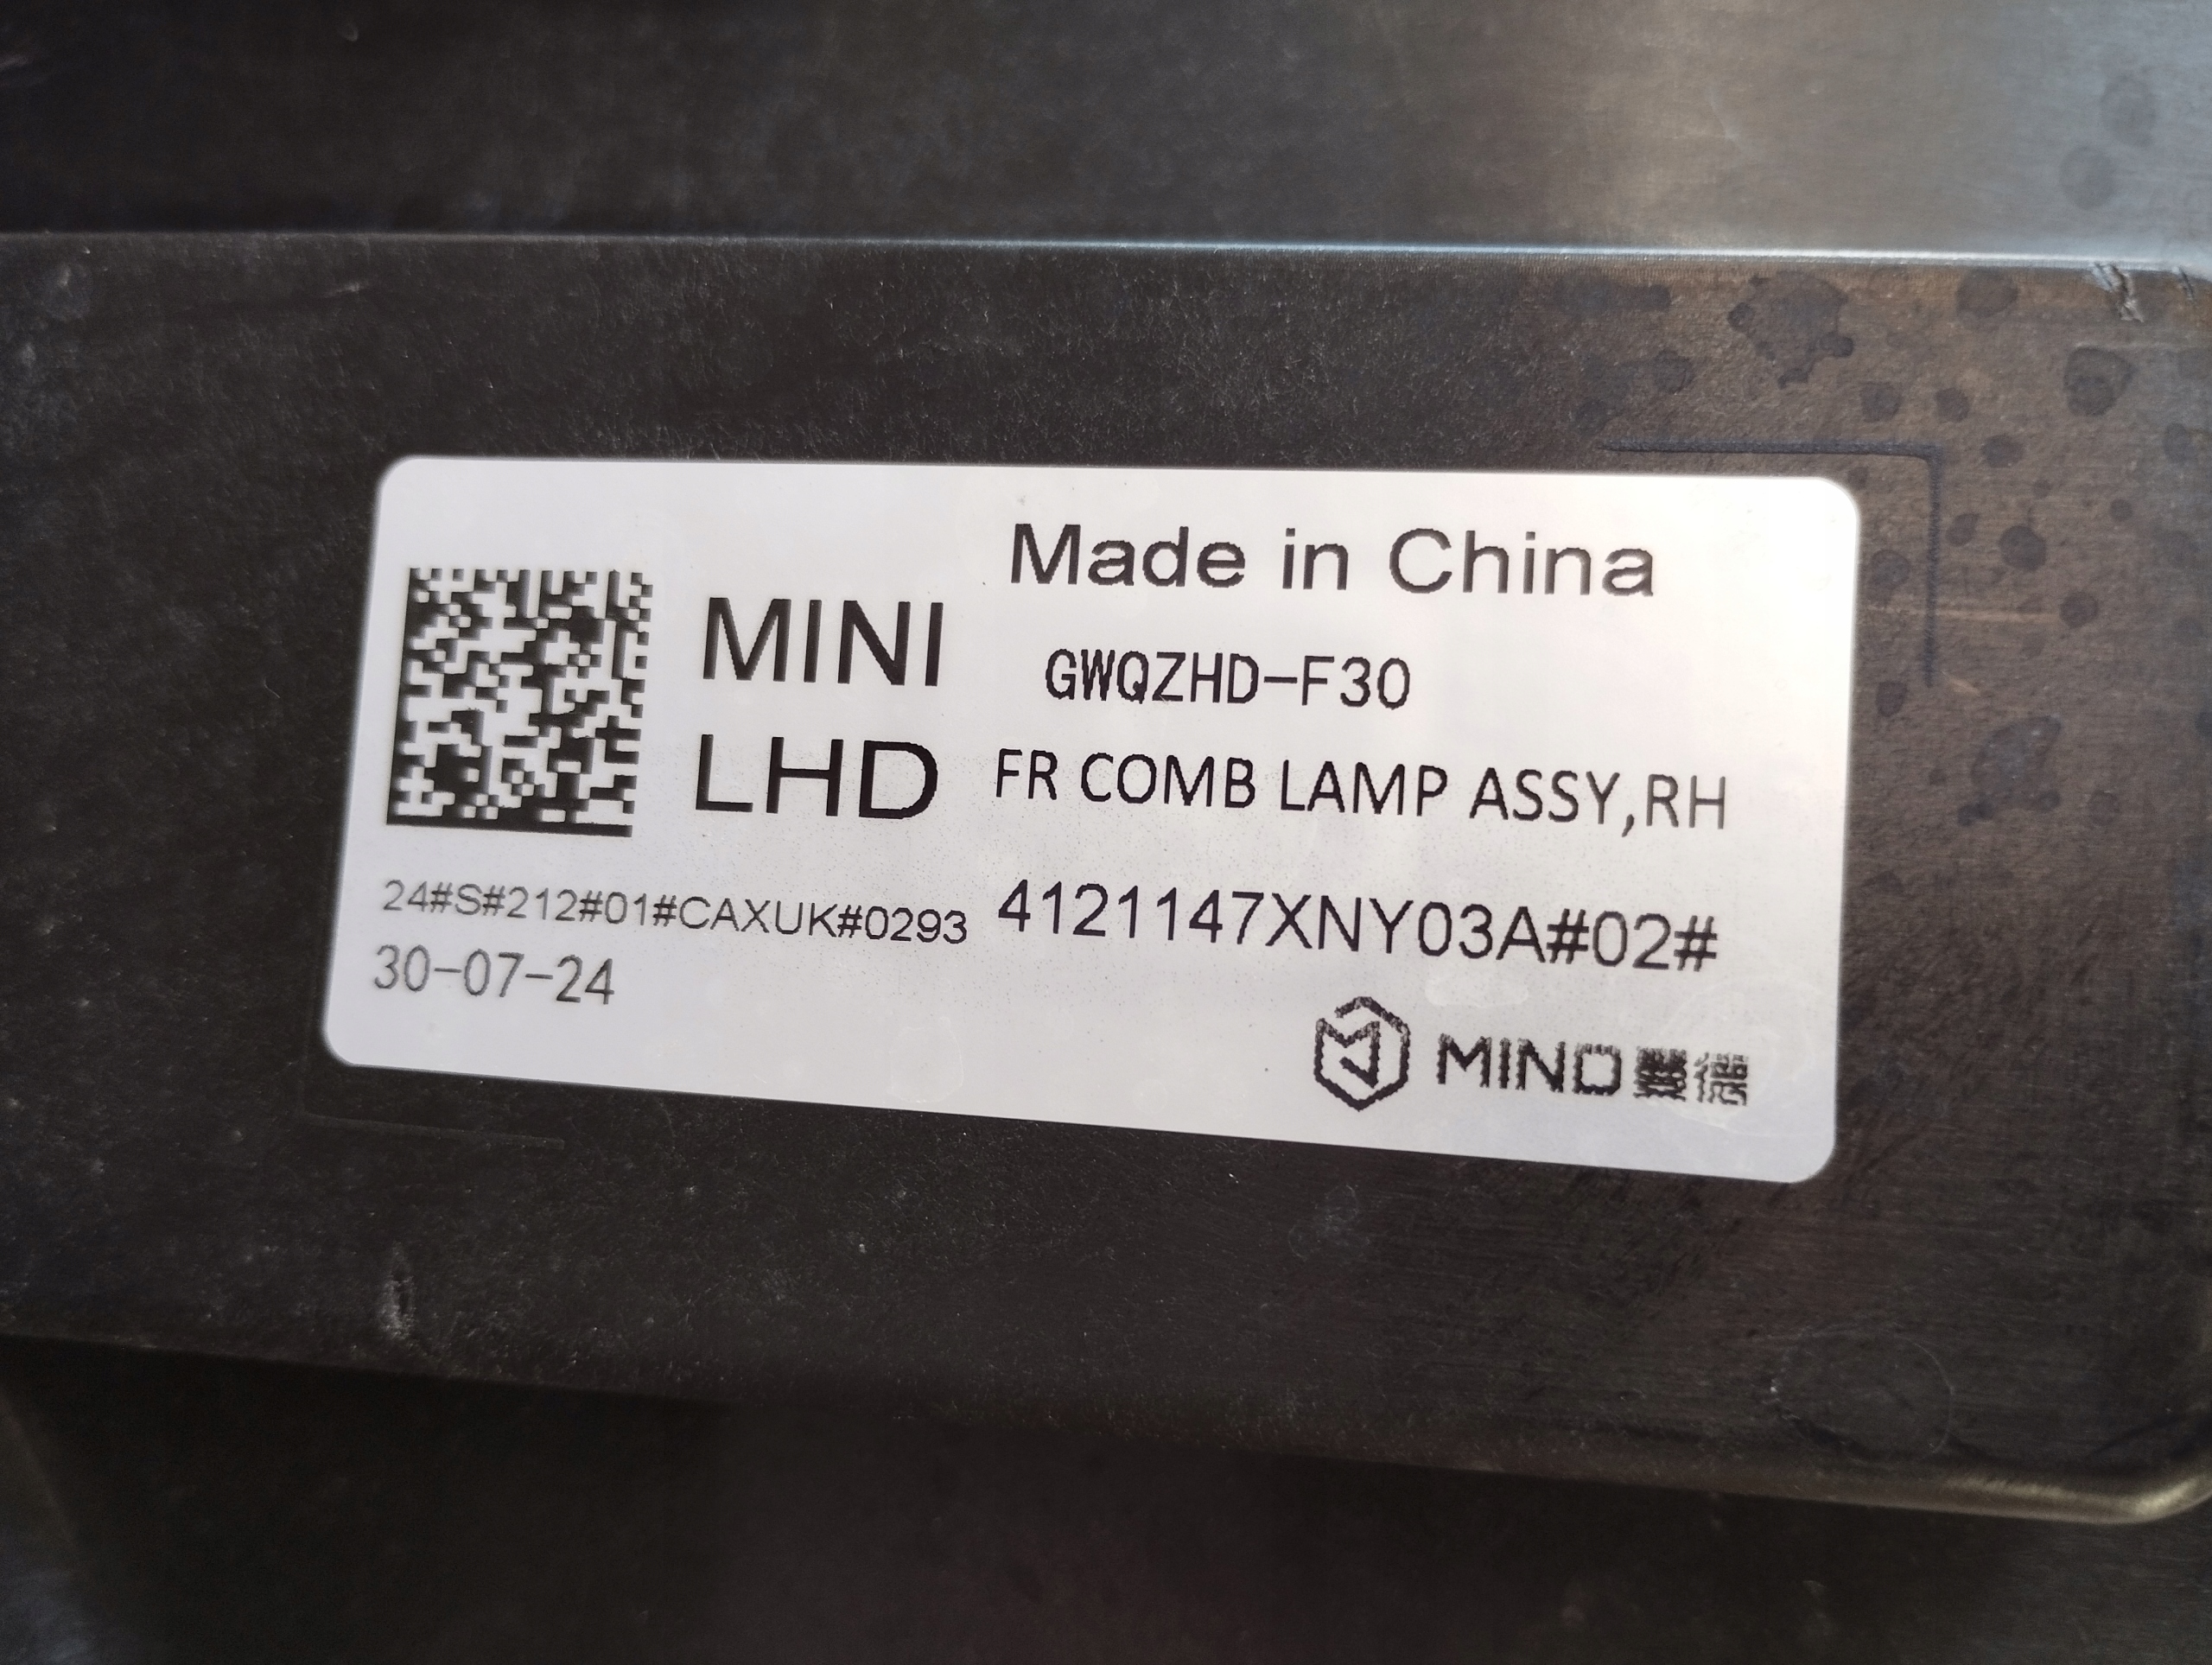 Made in China
MINI
GWQZHD-F30
LHD
FR COMB LAMP ASSY,RH
24#S#212#01#CAXUK#0293
4121147XNY03A#02#
30-07-24
MIND